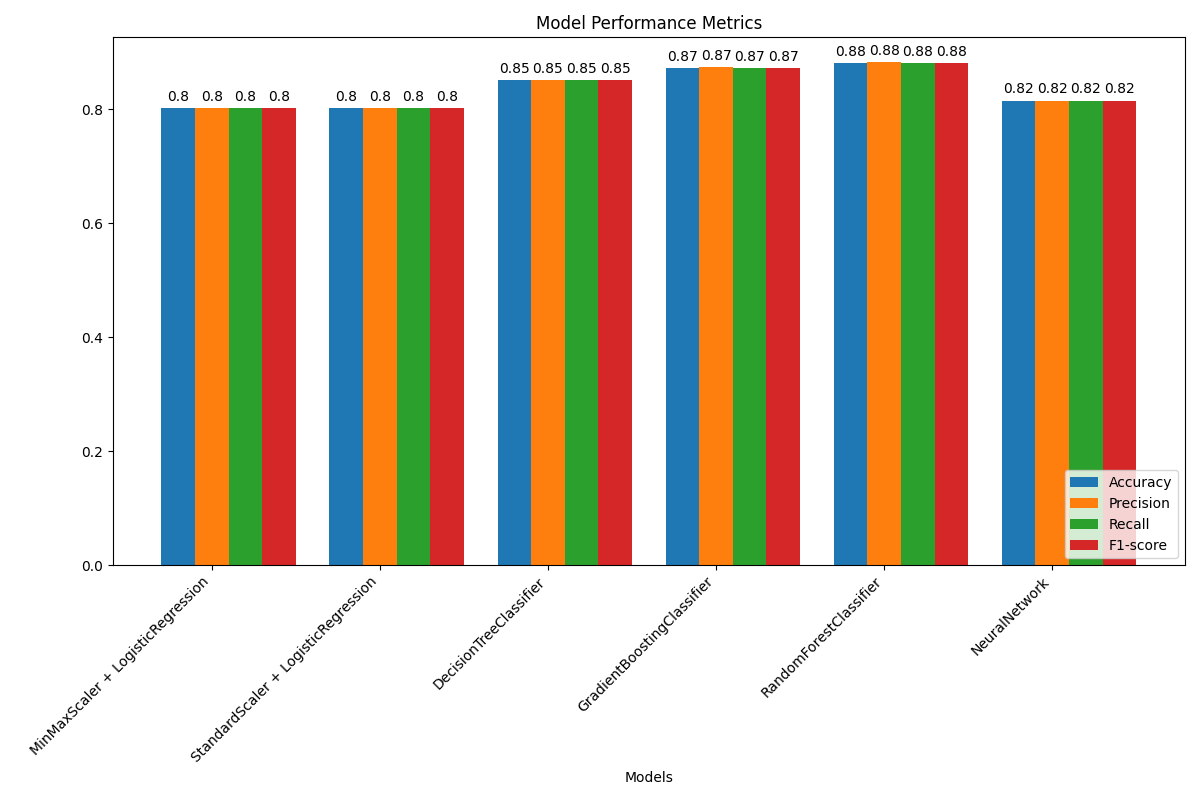 Model Performance Metrics
0.8 0.8 0.8 0.8 0.8 0.8 0.8 0.8 0.85 0.85 0.85 0.85 0.87 0.87 0.87 0.87 0.88 0.88 0.88 0.88 0.82 0.82 0.82 0.82
0.8
0.6
0.4
0.2
0.0
Accuracy
Precision
Recall
F1-score
MinMaxScaler + LogisticRegression
StandardScaler + LogisticRegression
DecisionTreeClassifier
GradientBoostingClassifier
RandomForestClassifier
NeuralNetwork
Models